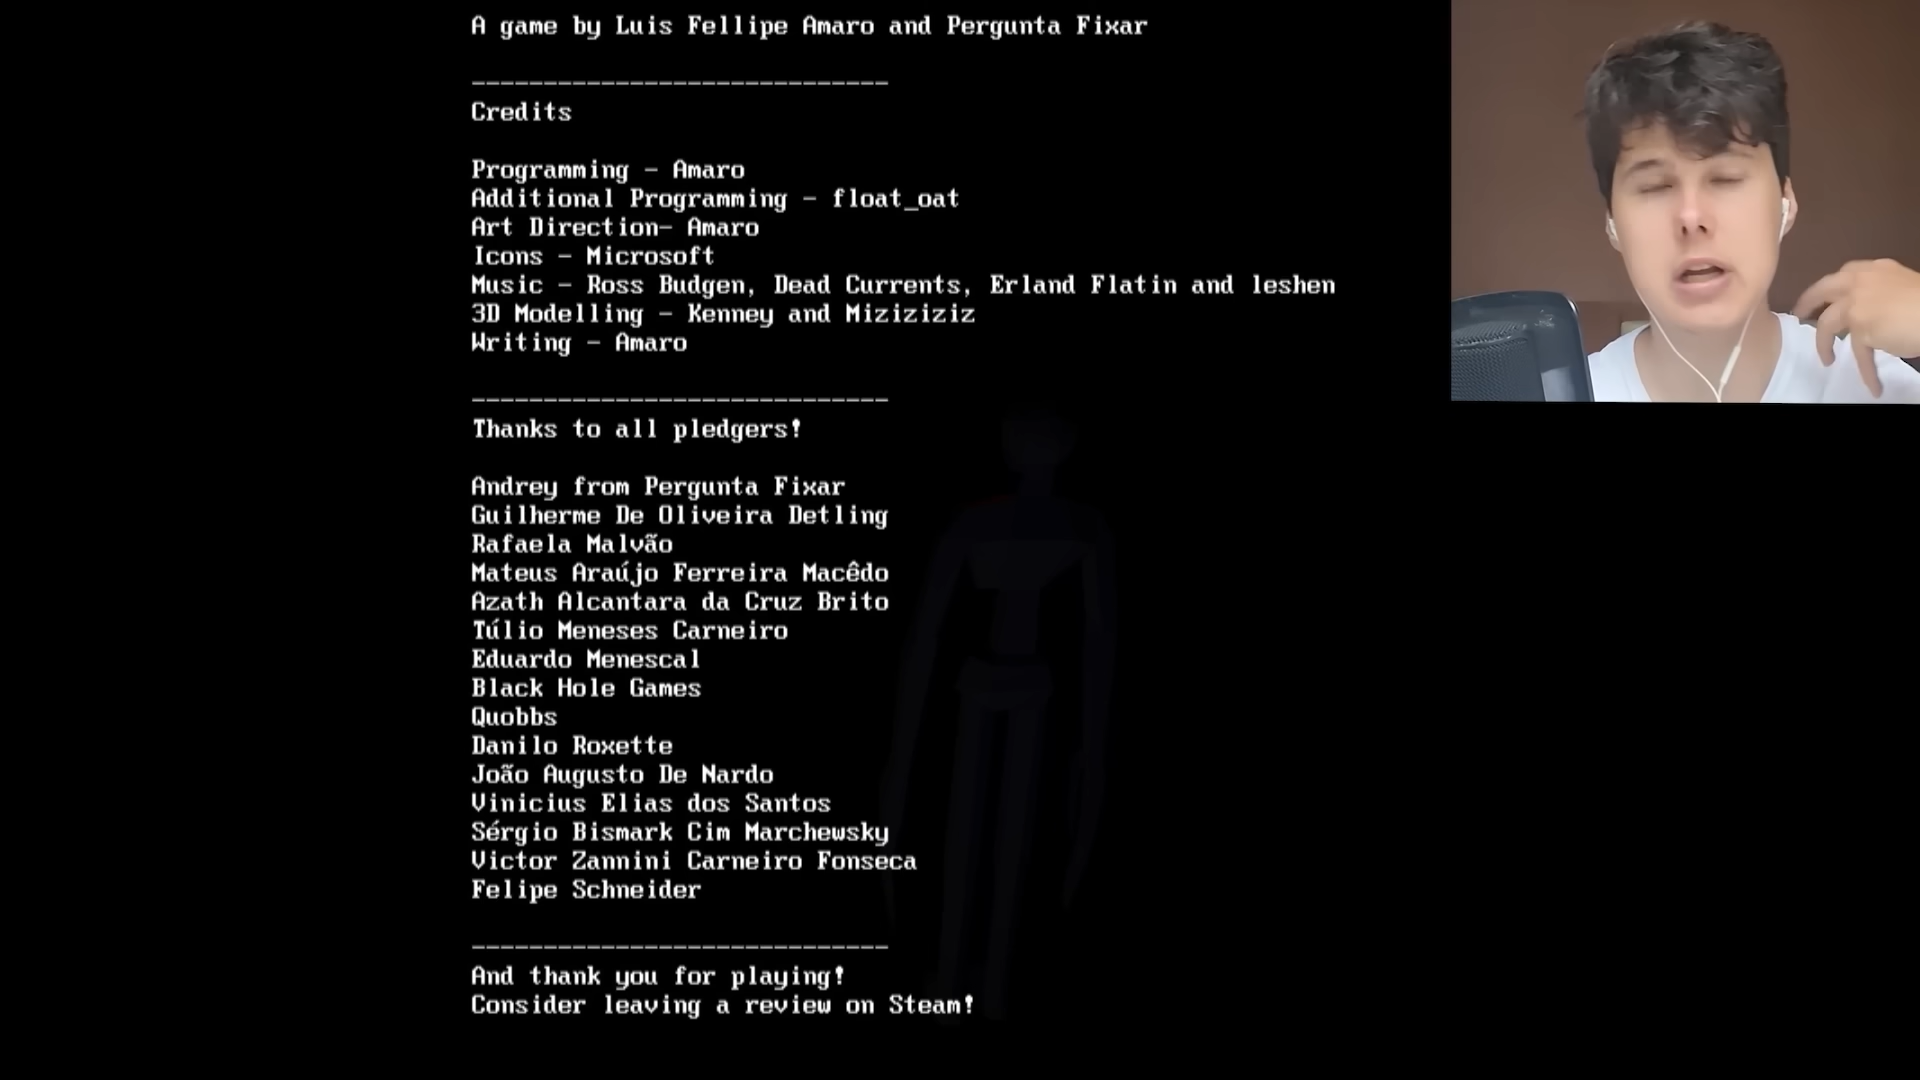 A game by Luis Fellipe Amaro and Pergunta Fixar
-----------------------------
Credits
Programming - Amaro
Additional Programming - float_oat
Art Direction- Amaro
Icons - Microsoft
Music - Ross Budgen, Dead Currents, Erland Flatin and leshen
3D Modelling - Kenney and Miziziziz
Writing - Amaro
-----------------------------
Thanks to all pledgers!
Andrey from Pergunta Fixar
Guilherme De Oliveira Detling
Rafaela Malvão
Mateus Araújo Ferreira Macêdo
Azath Alcantara da Cruz Brito
Túlio Meneses Carneiro
Eduardo Menescal
Black Hole Games
Quobbs
Danilo Roxette
João Augusto De Nardo
Vinicius Elias dos Santos
Sérgio Bismark Cim Marchewsky
Victor Zannini Carneiro Fonseca
Felipe Schneider
-----------------------------
And thank you for playing!
Consider leaving a review on Steam!